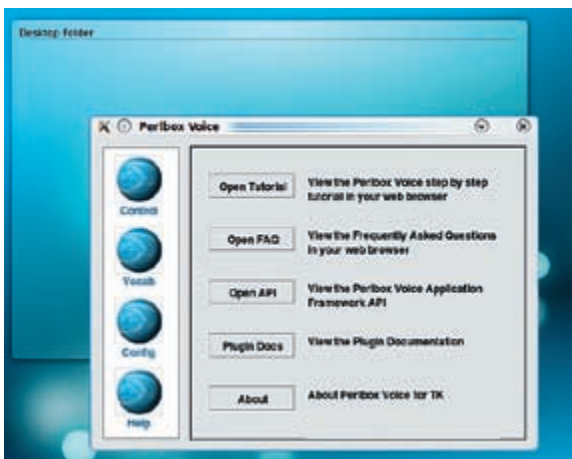 Desktop Folder
Perlbox Voice
Control
Vocab
Config
Help
Open Tutorial
View the Perlbox Voice step by step
tutorial in your web browser
Open FAQ
View the Frequently Asked Questions
in your web browser
Open API
View the Perlbox Voice Application
Framework API
Plugin Docs
View the Plugin Documentation
About
About Perlbox Voice for TK